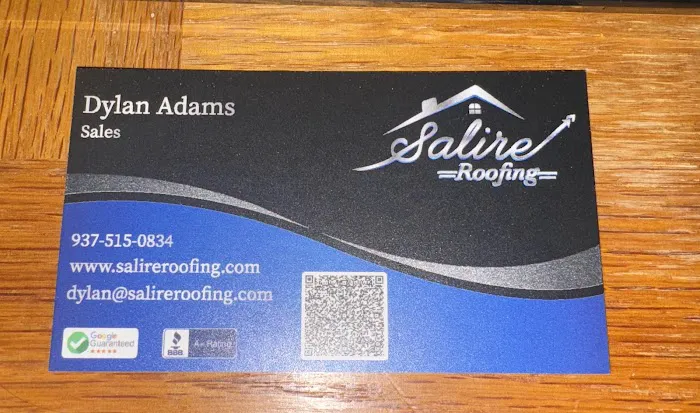 Dylan Adams
Sales
Salire
Roofing
937-515-0834
www.salireroofing.com
dylan@salireroofing.com
Google
Guaranteed
BBB
A+ Rating